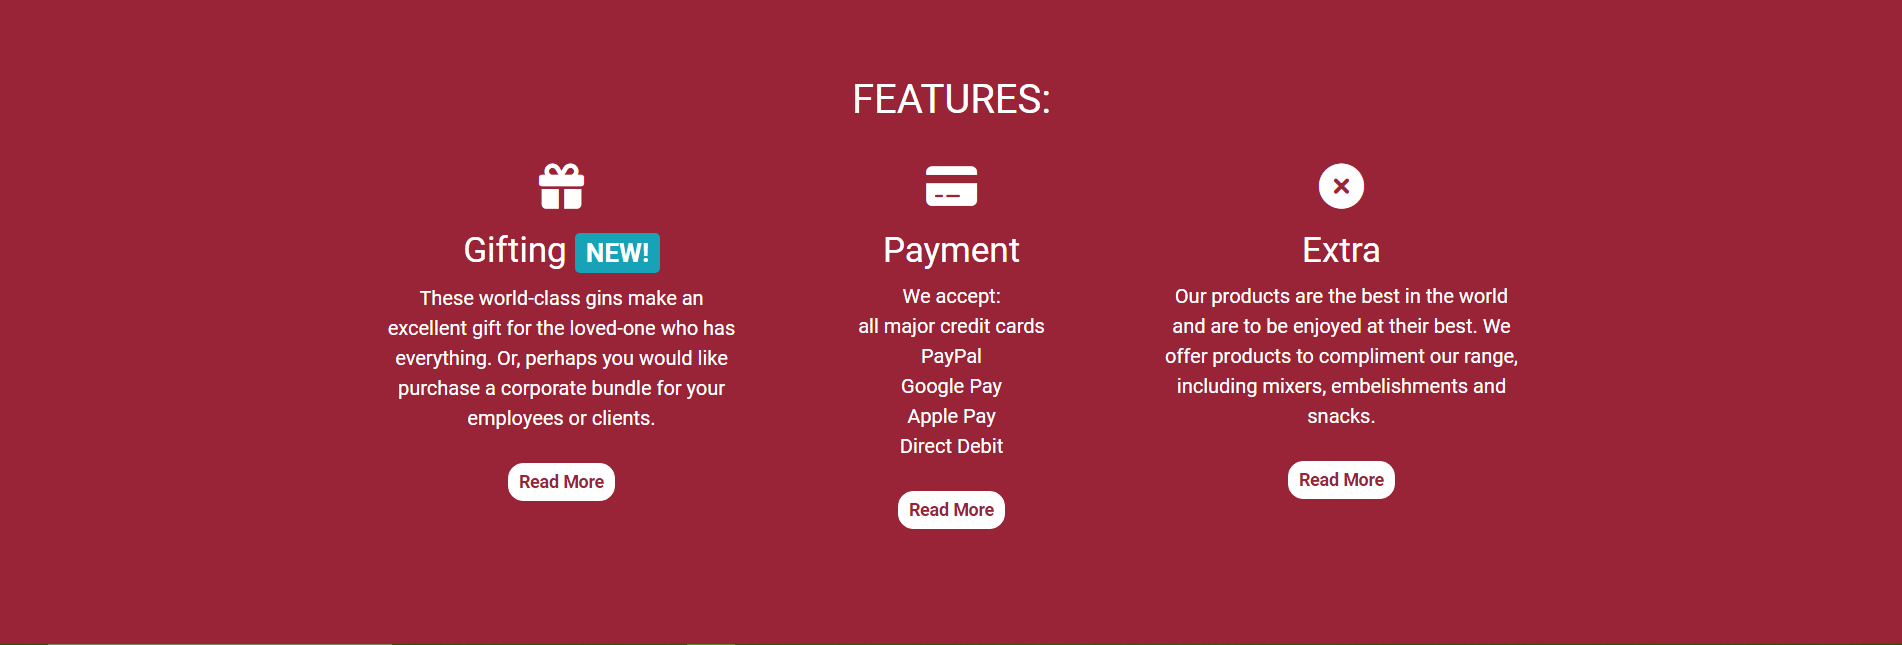 FEATURES:
Gifting NEW!
These world-class gins make an
excellent gift for the loved-one who has
everything. Or, perhaps you would like
purchase a corporate bundle for your
employees or clients.
Read More
Payment
We accept:
all major credit cards
PayPal
Google Pay
Apple Pay
Direct Debit
Read More
Extra
Our products are the best in the world
and are to be enjoyed at their best. We
offer products to compliment our range,
including mixers, embelishments and
snacks.
Read More